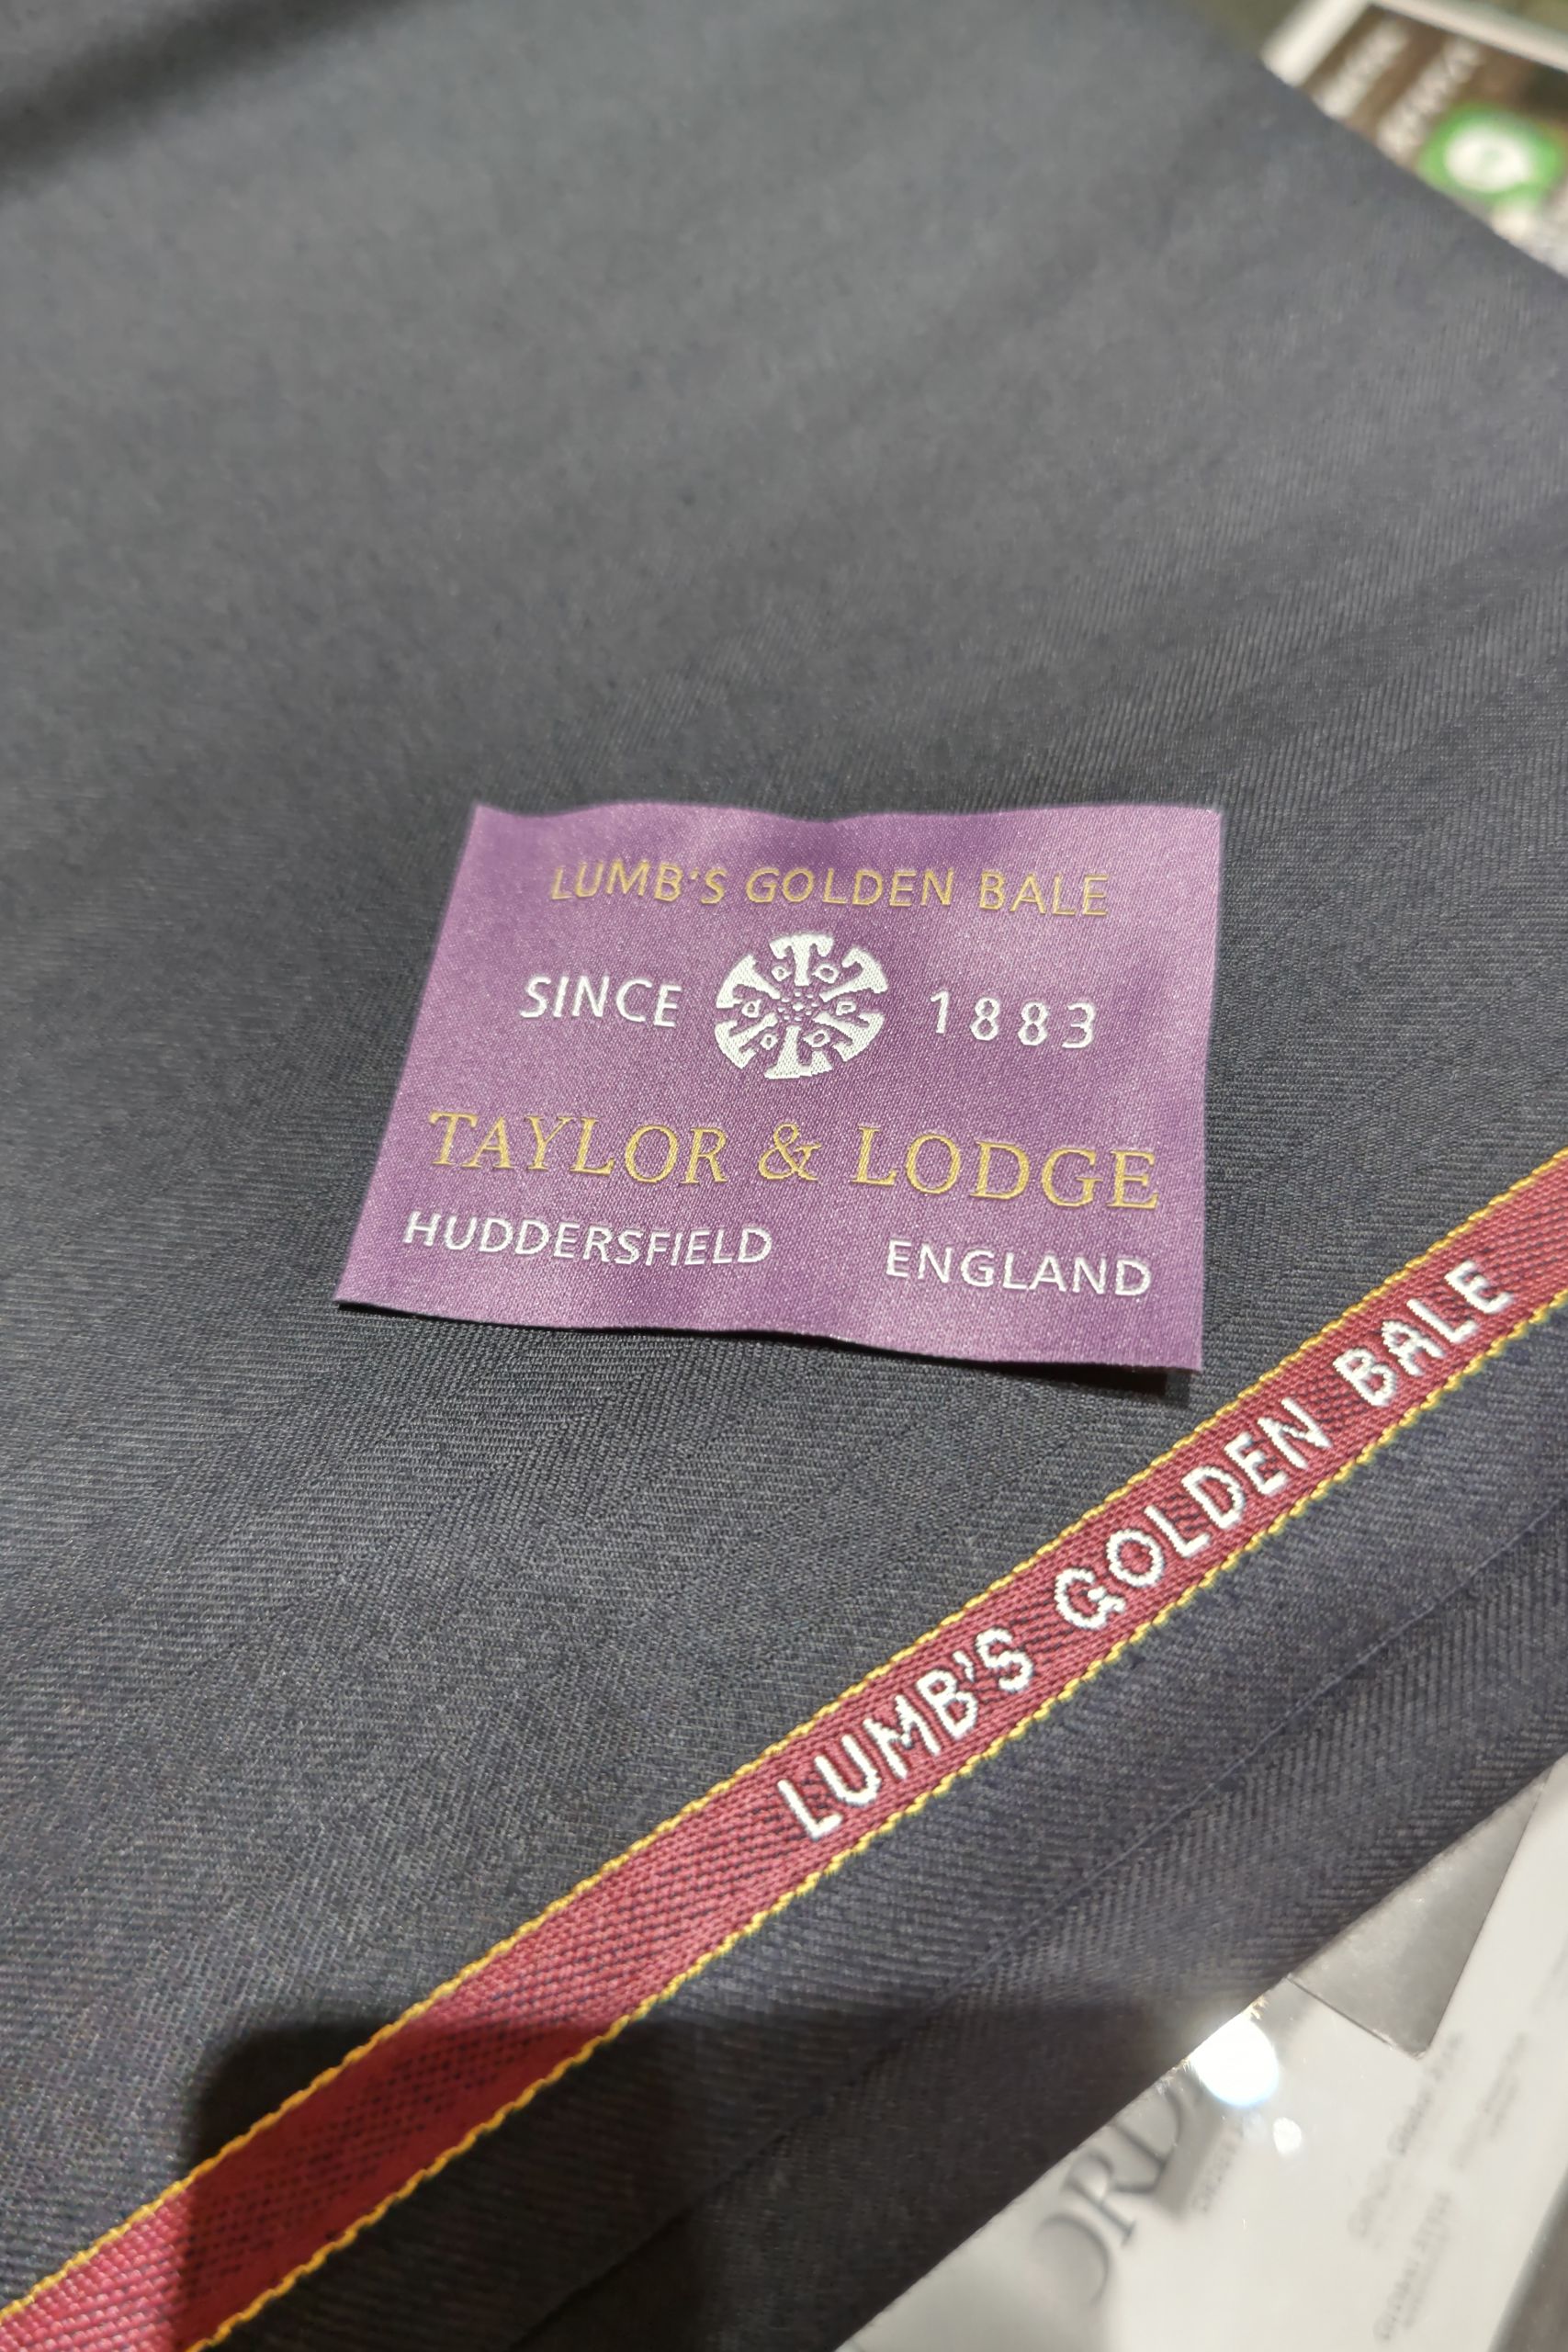 LUMB'S GOLDEN BALE
SINCE 1883
TAYLOR & LODGE
HUDDERSFIELD ENGLAND
LUMB'S GOLDEN BALE